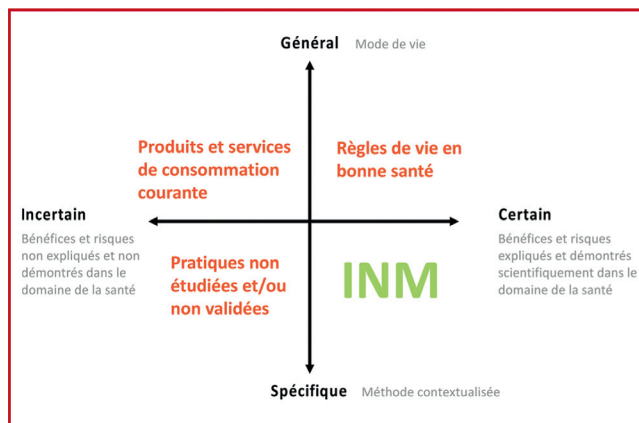 Général Mode de vie
Produits et services
de consommation
courante
Règles de vie en
bonne santé
Incertain
Bénéfices et risques
non expliqués et non
démontrés dans le
domaine de la santé
Certain
Bénéfices et risques
expliqués et démontrés
scientifiquement dans le
domaine de la santé
Pratiques non
étudiées et/ou
non validées
INM
Spécifique Méthode contextualisée